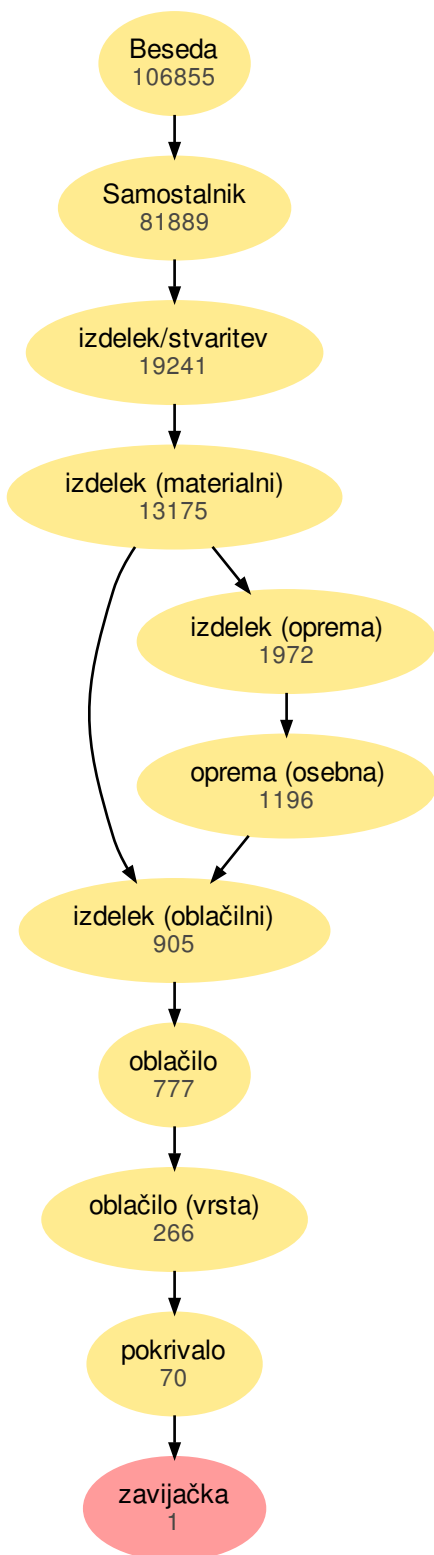 Beseda
106855
Samostalnik
81889
izdelek/stvaritev
19241
izdelek (materialni)
13175
izdelek (oprema)
1972
oprema (osebna)
1196
izdelek (oblačilni)
905
oblačilo
777
oblačilo (vrsta)
266
pokrivalo
70
zavijačka
1